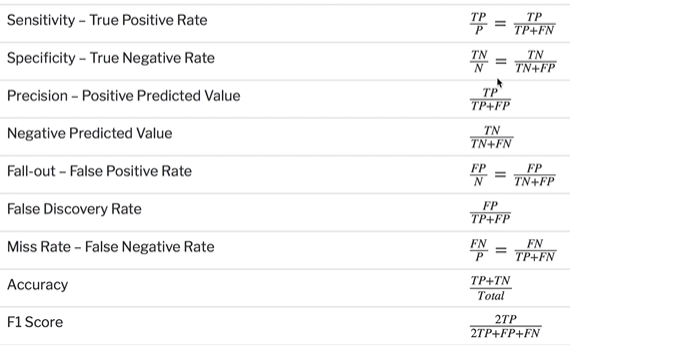 Sensitivity – True Positive Rate TP/P = TP/TP+FN
Specificity – True Negative Rate TN/N = TN/TN+FP
Precision – Positive Predicted Value TP/TP+FP
Negative Predicted Value TN/TN+FN
Fall-out – False Positive Rate FP/N = FP/TN+FP
False Discovery Rate FP/TP+FP
Miss Rate – False Negative Rate FN/P = FN/TP+FN
Accuracy TP+TN/Total
F1 Score 2TP/2TP+FP+FN